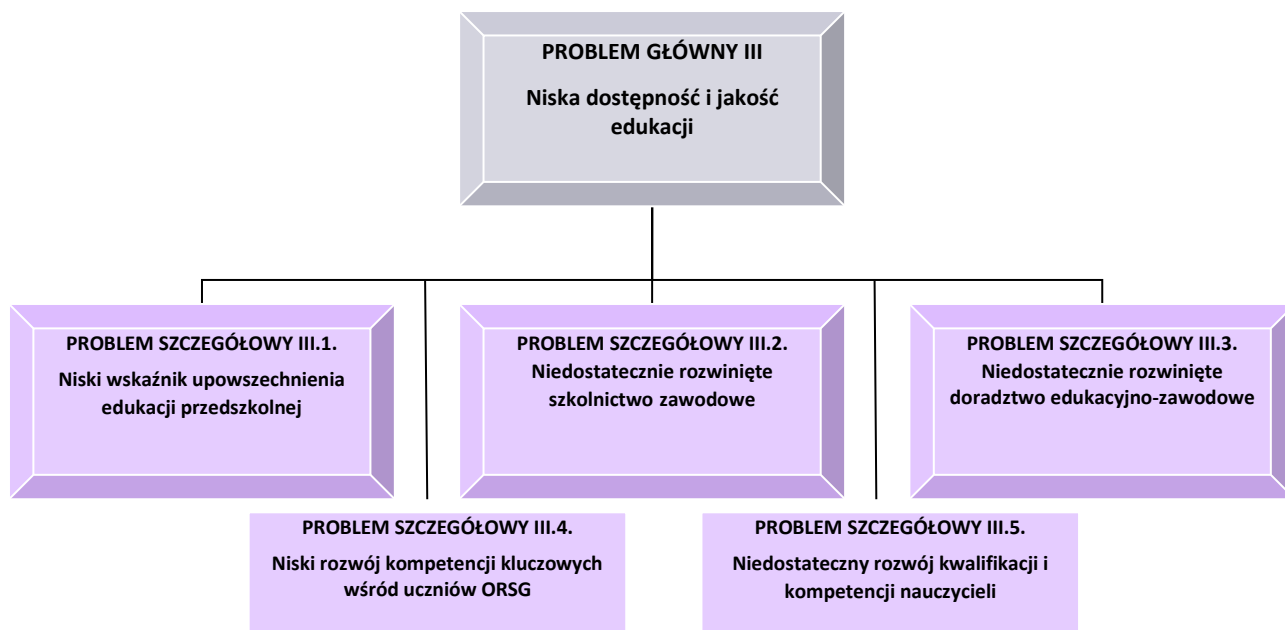 PROBLEM GŁÓWNY III
Niska dostępność i jakość
edukacji
PROBLEM SZCZEGÓŁOWY III.1.
Niski wskaźnik upowszechnienia
edukacji przedszkolnej
PROBLEM SZCZEGÓŁOWY III.2.
Niedostatecznie rozwinięte
szkolnictwo zawodowe
PROBLEM SZCZEGÓŁOWY III.3.
Niedostatecznie rozwinięte
doradztwo edukacyjno-zawodowe
PROBLEM SZCZEGÓŁOWY III.4.
Niski rozwój kompetencji kluczowych
wśród uczniów ORSG
PROBLEM SZCZEGÓŁOWY III.5.
Niedostateczny rozwój kwalifikacji i
kompetencji nauczycieli